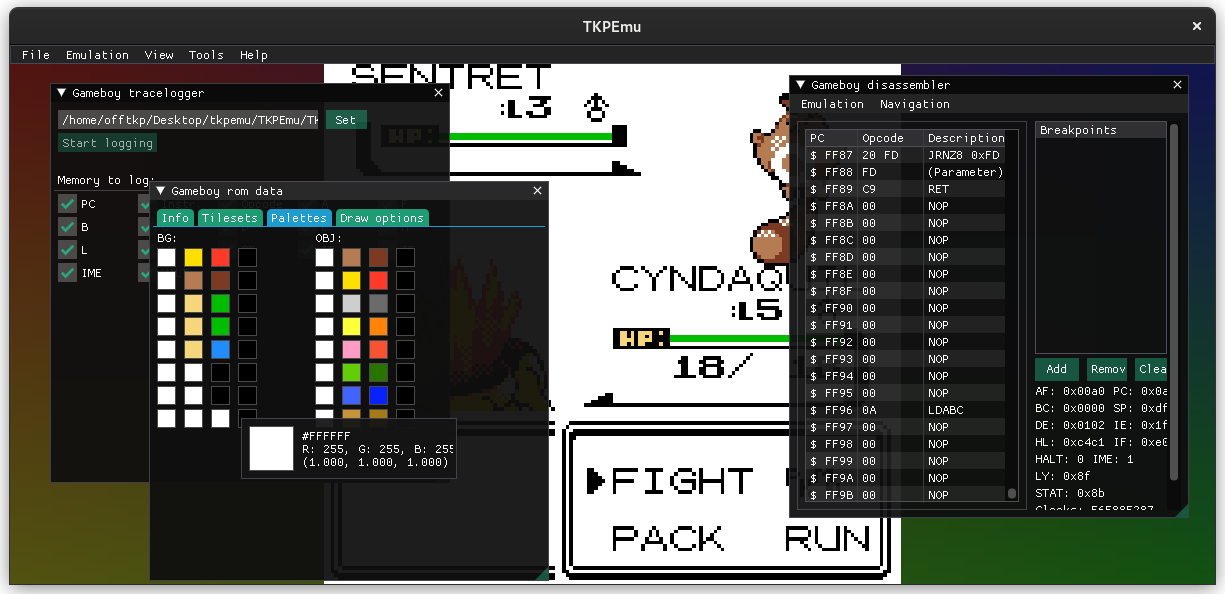 TKPEmu
File Emulation View Tools Help
SENTRET
:L3
HP:
CYNDAQU
:L5
HP:
18/
FIGHT
PACK RUN
Gameboy tracelogger
/home/offtkp/Desktop/tkpemu/TKPEmu/TK
Set
Start logging
Memory to log:
PC
B
L
IME
Gameboy rom data
Info Tilesets Palettes Draw options
BG: OBJ:
#FFFFFF
R: 255, G: 255, B: 255
(1.000, 1.000, 1.000)
Gameboy disassembler
Emulation Navigation
PC Opcode Description
$ FF87 20 FD JRNZ8 0xFD
$ FF88 FD (Parameter)
$ FF89 C9 RET
$ FF8A 00 NOP
$ FF8B 00 NOP
$ FF8C 00 NOP
$ FF8D 00 NOP
$ FF8E 00 NOP
$ FF8F 00 NOP
$ FF90 00 NOP
$ FF91 00 NOP
$ FF92 00 NOP
$ FF93 00 NOP
$ FF94 00 NOP
$ FF95 00 NOP
$ FF96 0A LDABC
$ FF97 00 NOP
$ FF98 00 NOP
$ FF99 00 NOP
$ FF9A 00 NOP
$ FF9B 00 NOP
Breakpoints
Add Remov Clea
AF: 0x00a0 PC: 0x0a
BC: 0x0000 SP: 0xdf
DE: 0x0102 IE: 0x1f
HL: 0xc4c1 IF: 0xe0
HALT: 0 IME: 1
LY: 0x8f
STAT: 0x8b